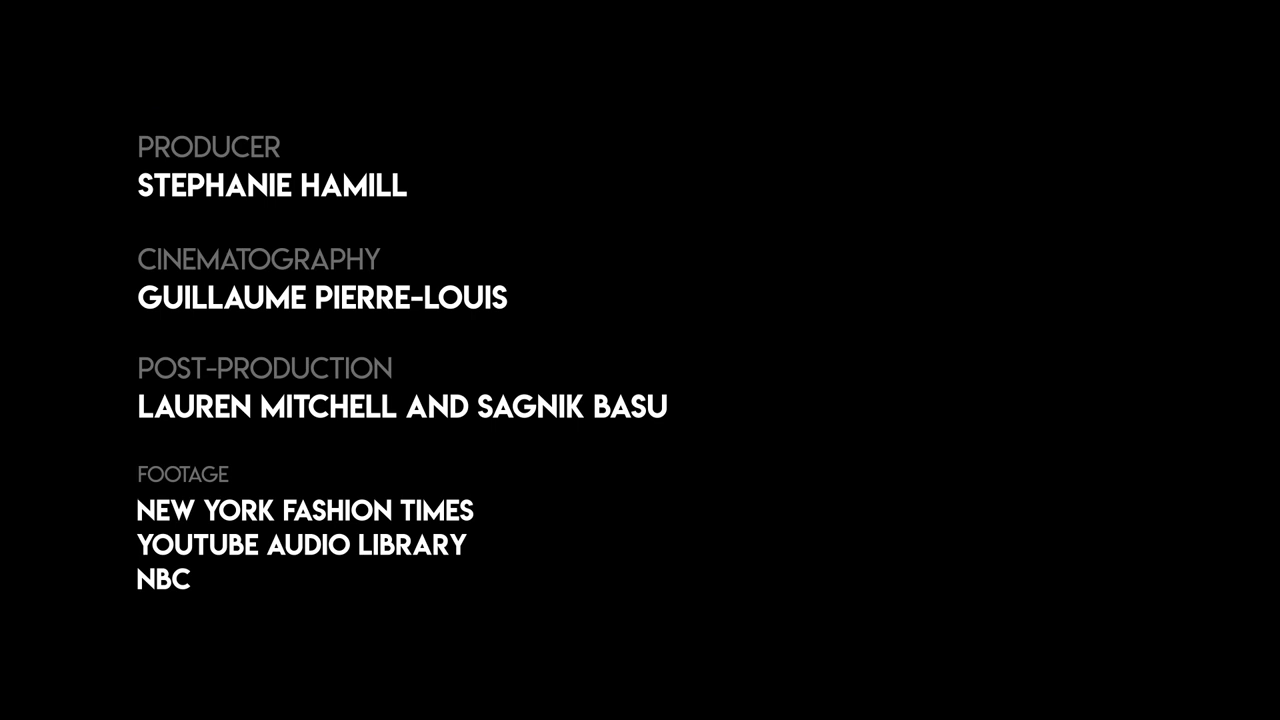 PRODUCER
STEPHANIE HAMILL
CINEMATOGRAPHY
GUILLAUME PIERRE-LOUIS
POST-PRODUCTION
LAUREN MITCHELL AND SAGNIK BASU
FOOTAGE
NEW YORK FASHION TIMES
YOUTUBE AUDIO LIBRARY
NBC